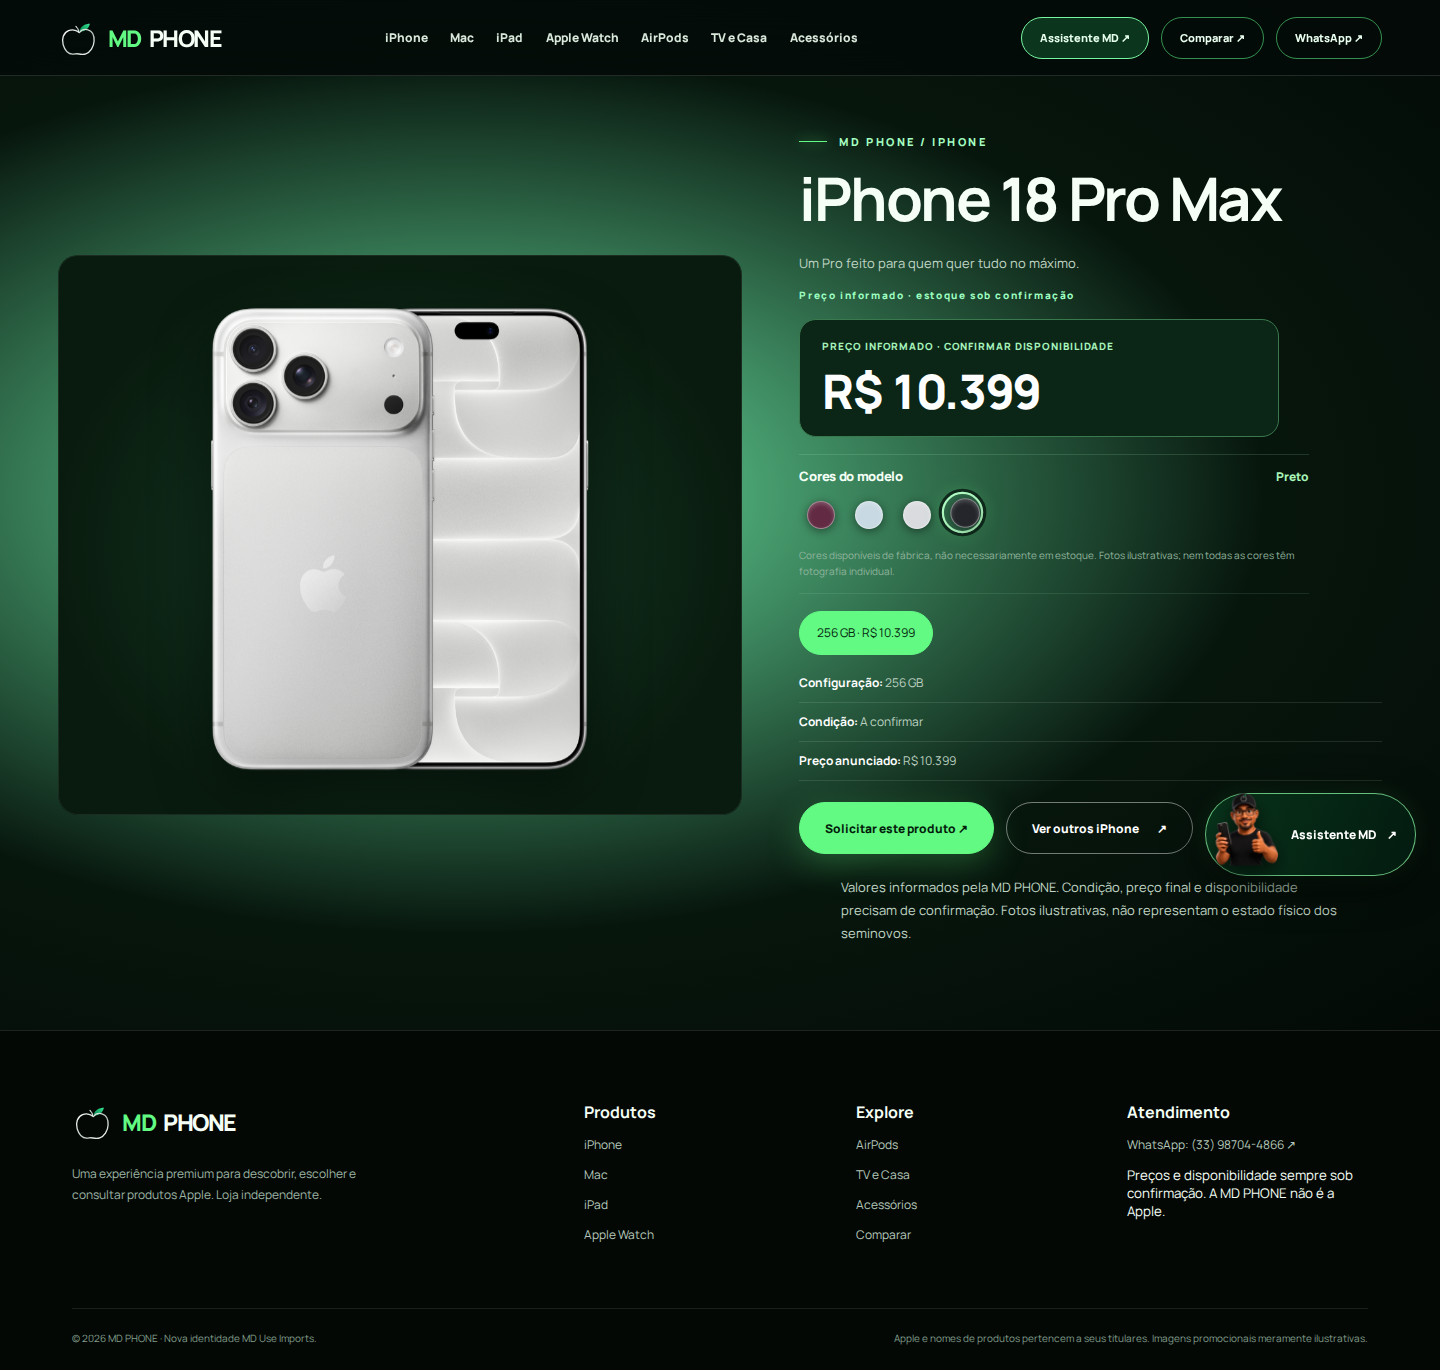 MD PHONE
iPhone Mac iPad Apple Watch AirPods TV e Casa Acessórios
Assistente MD ↗ Comparar ↗ WhatsApp ↗
MD PHONE / IPHONE
iPhone 18 Pro Max
Um Pro feito para quem quer tudo no máximo.
Preço informado · estoque sob confirmação
PREÇO INFORMADO · CONFIRMAR DISPONIBILIDADE
R$ 10.399
Cores do modelo Preto
Cores disponíveis de fábrica, não necessariamente em estoque. Fotos ilustrativas; nem todas as cores têm
fotografia individual.
256 GB · R$ 10.399
Configuração: 256 GB
Condição: A confirmar
Preço anunciado: R$ 10.399
Solicitar este produto ↗ Ver outros iPhone ↗ Assistente MD ↗
Valores informados pela MD PHONE. Condição, preço final e disponibilidade
precisam de confirmação. Fotos ilustrativas, não representam o estado físico dos
seminovos.
MD PHONE
Uma experiência premium para descobrir, escolher e
consultar produtos Apple. Loja independente.
Produtos
iPhone
Mac
iPad
Apple Watch
Explore
AirPods
TV e Casa
Acessórios
Comparar
Atendimento
WhatsApp: (33) 98704-4866 ↗
Preços e disponibilidade sempre sob
confirmação. A MD PHONE não é a
Apple.
© 2026 MD PHONE · Nova identidade MD Use Imports.
Apple e nomes de produtos pertencem a seus titulares. Imagens promocionais meramente ilustrativas.